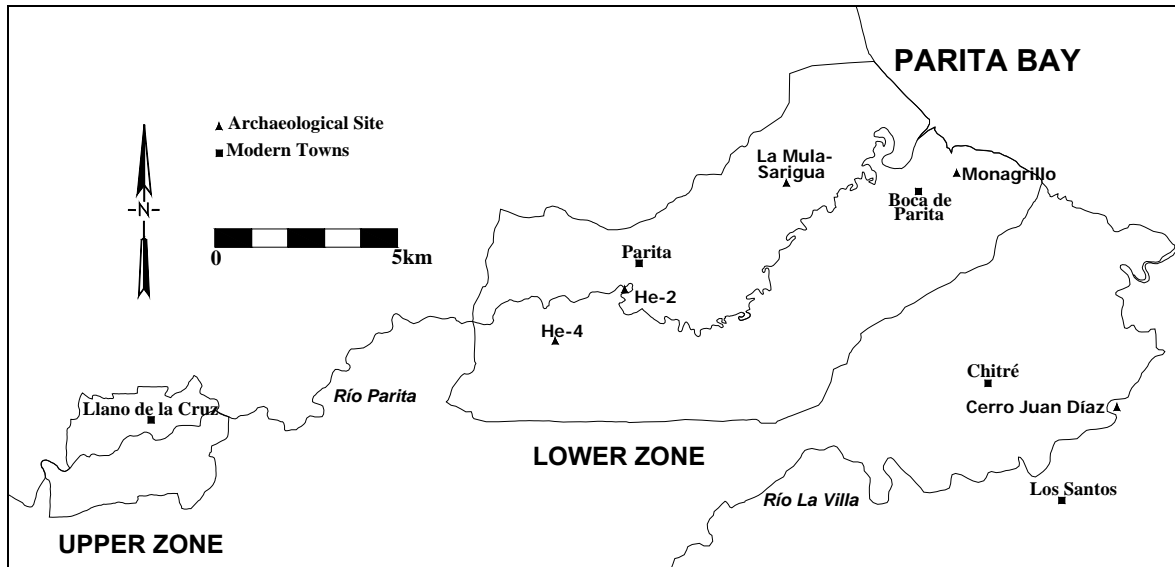 PARITA BAY
Archaeological Site
Modern Towns
N
0
5km
La Mula-
Sarigua
Monagrillo
Boca de
Parita
Parita
He-2
He-4
Río Parita
Llano de la Cruz
Chitré
Cerro Juan Díaz
LOWER ZONE
Río La Villa
Los Santos
UPPER ZONE